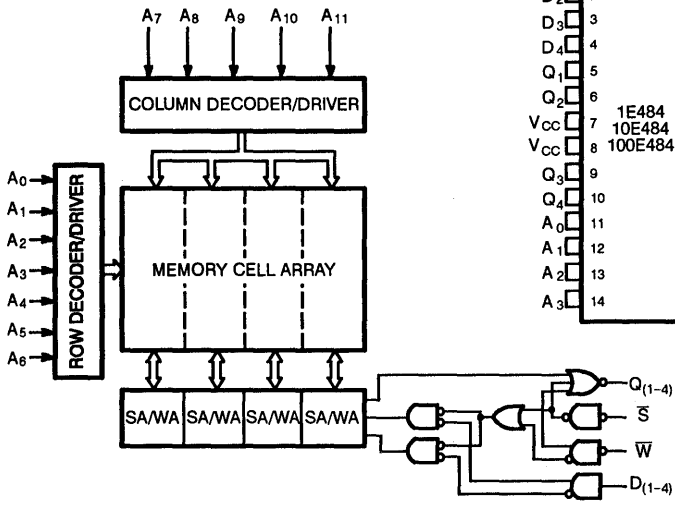 A7 A8 A9 A10 A11
COLUMN DECODER/DRIVER
A0
A1
A2
A3
A4
A5
A6
ROW DECODER/DRIVER
MEMORY CELL ARRAY
SA/WA SA/WA SA/WA SA/WA
Q(1–4)
S̅
W̅
D(1–4)
D3 3
D4 4
Q1 5
Q2 6
VCC 7
VCC 8
Q3 9
Q4 10
A0 11
A1 12
A2 13
A3 14
1E484
10E484
100E484